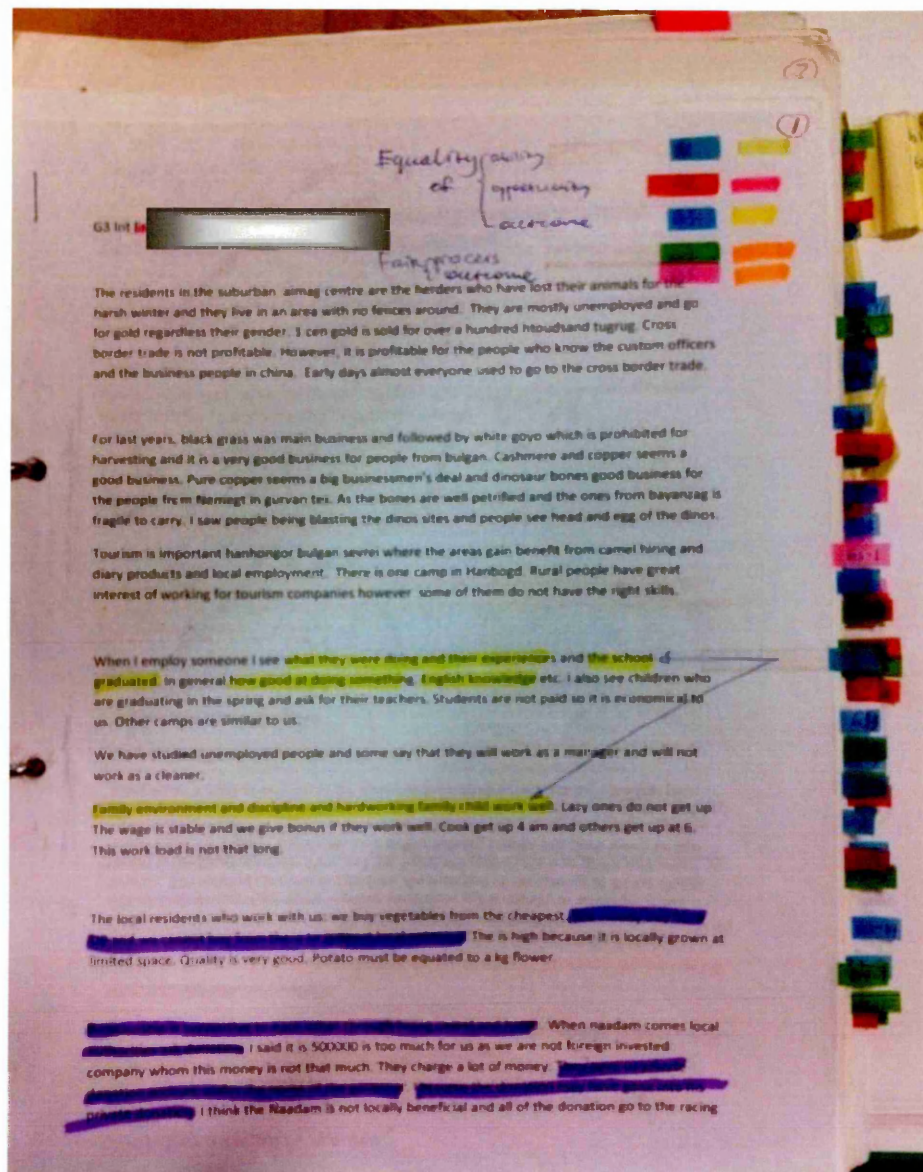 ②
①
Equality of ability
opportunity
outcome
G3 Int
Fair process
outcome
The residents in the suburban aimag centre are the herders who have lost their animals for the
harsh winter and they live in an area with no fences around. They are mostly unemployed and go
for gold regardless their gender. 1 cen gold is sold for over a hundred htoudsand tugrug. Cross
border trade is not profitable. However, it is profitable for the people who know the custom officers
and the business people in china. Early days almost everyone used to go to the cross border trade.
For last years, black grass was main business and followed by white goyo which is prohibited for
harvesting and it is a very good business for people from bulgan. Cashmere and copper seems a
good business. Pure copper seems a big businessmen's deal and dinosaur bones good business for
the people from Nemegt in gurvan tes. As the bones are well petrified and the ones from bayanzag is
fragile to carry. I saw people being blasting the dinos sites and people see head and egg of the dinos.
Tourism is important hanhongor bulgan sevrei where the areas gain benefit from camel hiring and
diary products and local employment. There is one camp in Hanbogd. Rural people have great
interest of working for tourism companies however some of them do not have the right skills.
When I employ someone I see what they were doing and their experiences and the school
graduated. In general how good at doing something, English knowledge etc. I also see children who
are graduating in the spring and ask for their teachers. Students are not paid so it is economical to
us. Other camps are similar to us.
We have studied unemployed people and some say that they will work as a manager and will not
work as a cleaner.
Family environment and discipline and hardworking family child work well. Lazy ones do not get up
The wage is stable and we give bonus if they work well. Cook get up 4 am and others get up at 6.
This work load is not that long.
The local residents who work with us: we buy vegetables from the cheapest.
The is high because it is locally grown at
limited space. Quality is very good. Potato must be equated to a kg flower.
When naadam comes local
I said it is 500000 is too much for us as we are not foreign invested
company whom this money is not that much. They charge a lot of money.
I think the Naadam is not locally beneficial and all of the donation go to the racing